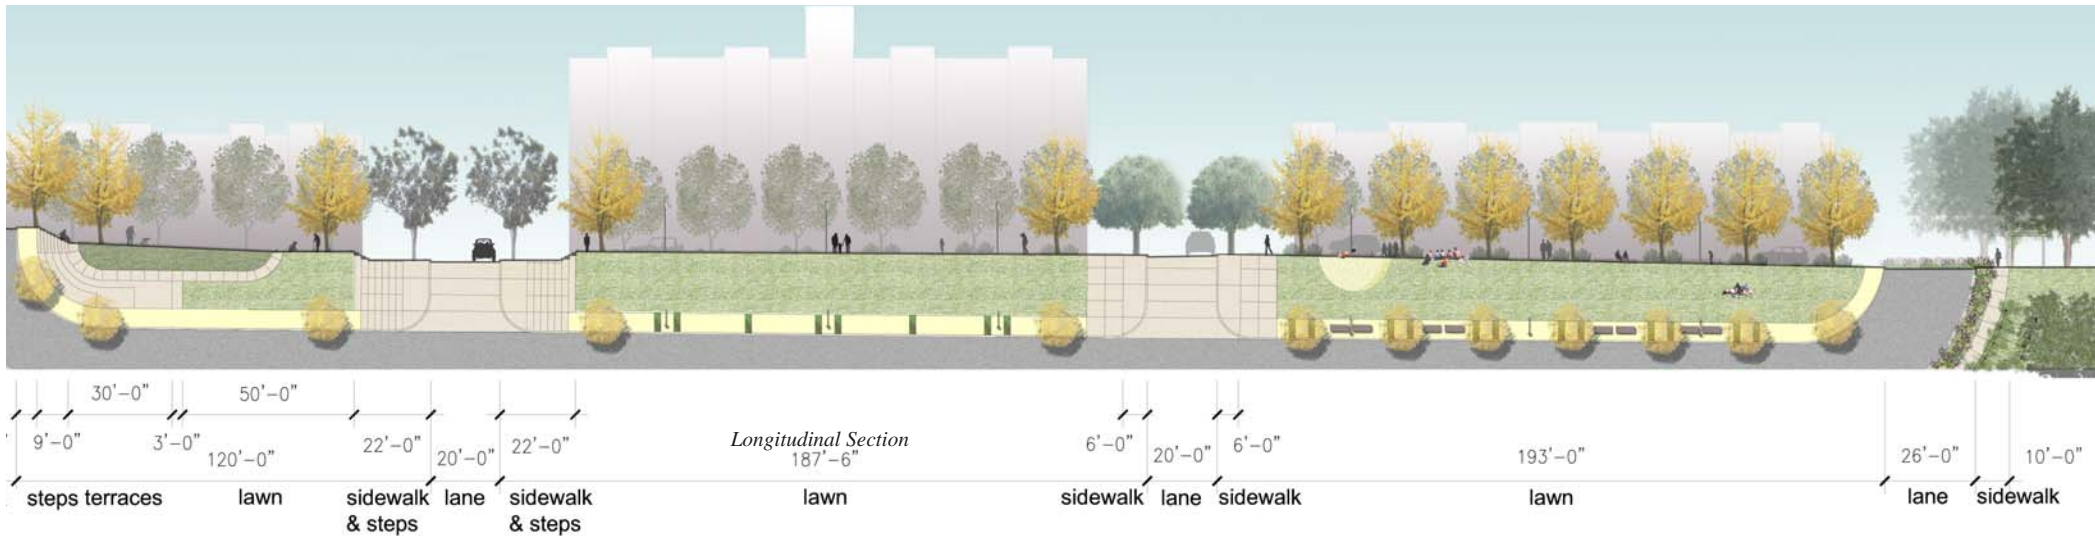 30'-0" 50'-0"
9'-0" 3'-0" 22'-0" 22'-0" Longitudinal Section 6'-0" 6'-0"
120'-0" 20'-0" 187'-6" 20'-0" 193'-0" 26'-0" 10'-0"
steps terraces lawn sidewalk lane sidewalk lawn sidewalk lane sidewalk lawn lane sidewalk
& steps & steps